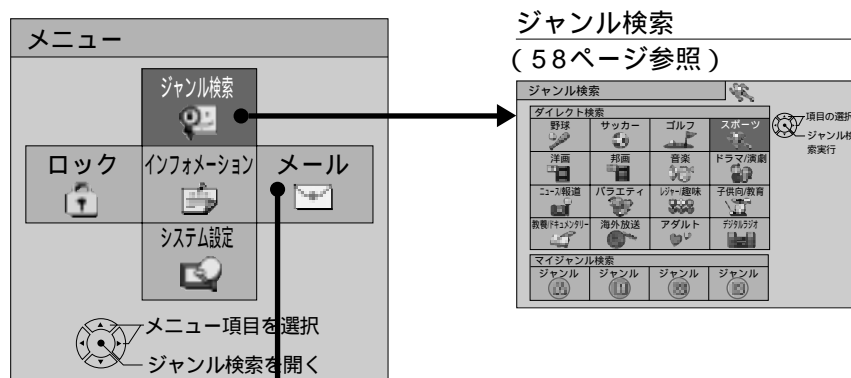 メニュー
ジャンル検索
ロック
インフォメーション
メール
システム設定
メニュー項目を選択
ジャンル検索を開く
ジャンル検索
(58ページ参照)
ジャンル検索
ダイレクト検索
野球 サッカー ゴルフ スポーツ
洋画 邦画 音楽 ドラマ/演劇
ニュース/報道 バラエティ レジャー/趣味 子供向/教育
教養/ドキュメンタリー 海外放送 アダルト デジタルラジオ
マイジャンル検索
ジャンル ジャンル ジャンル ジャンル
項目の選択
ジャンル検
索実行